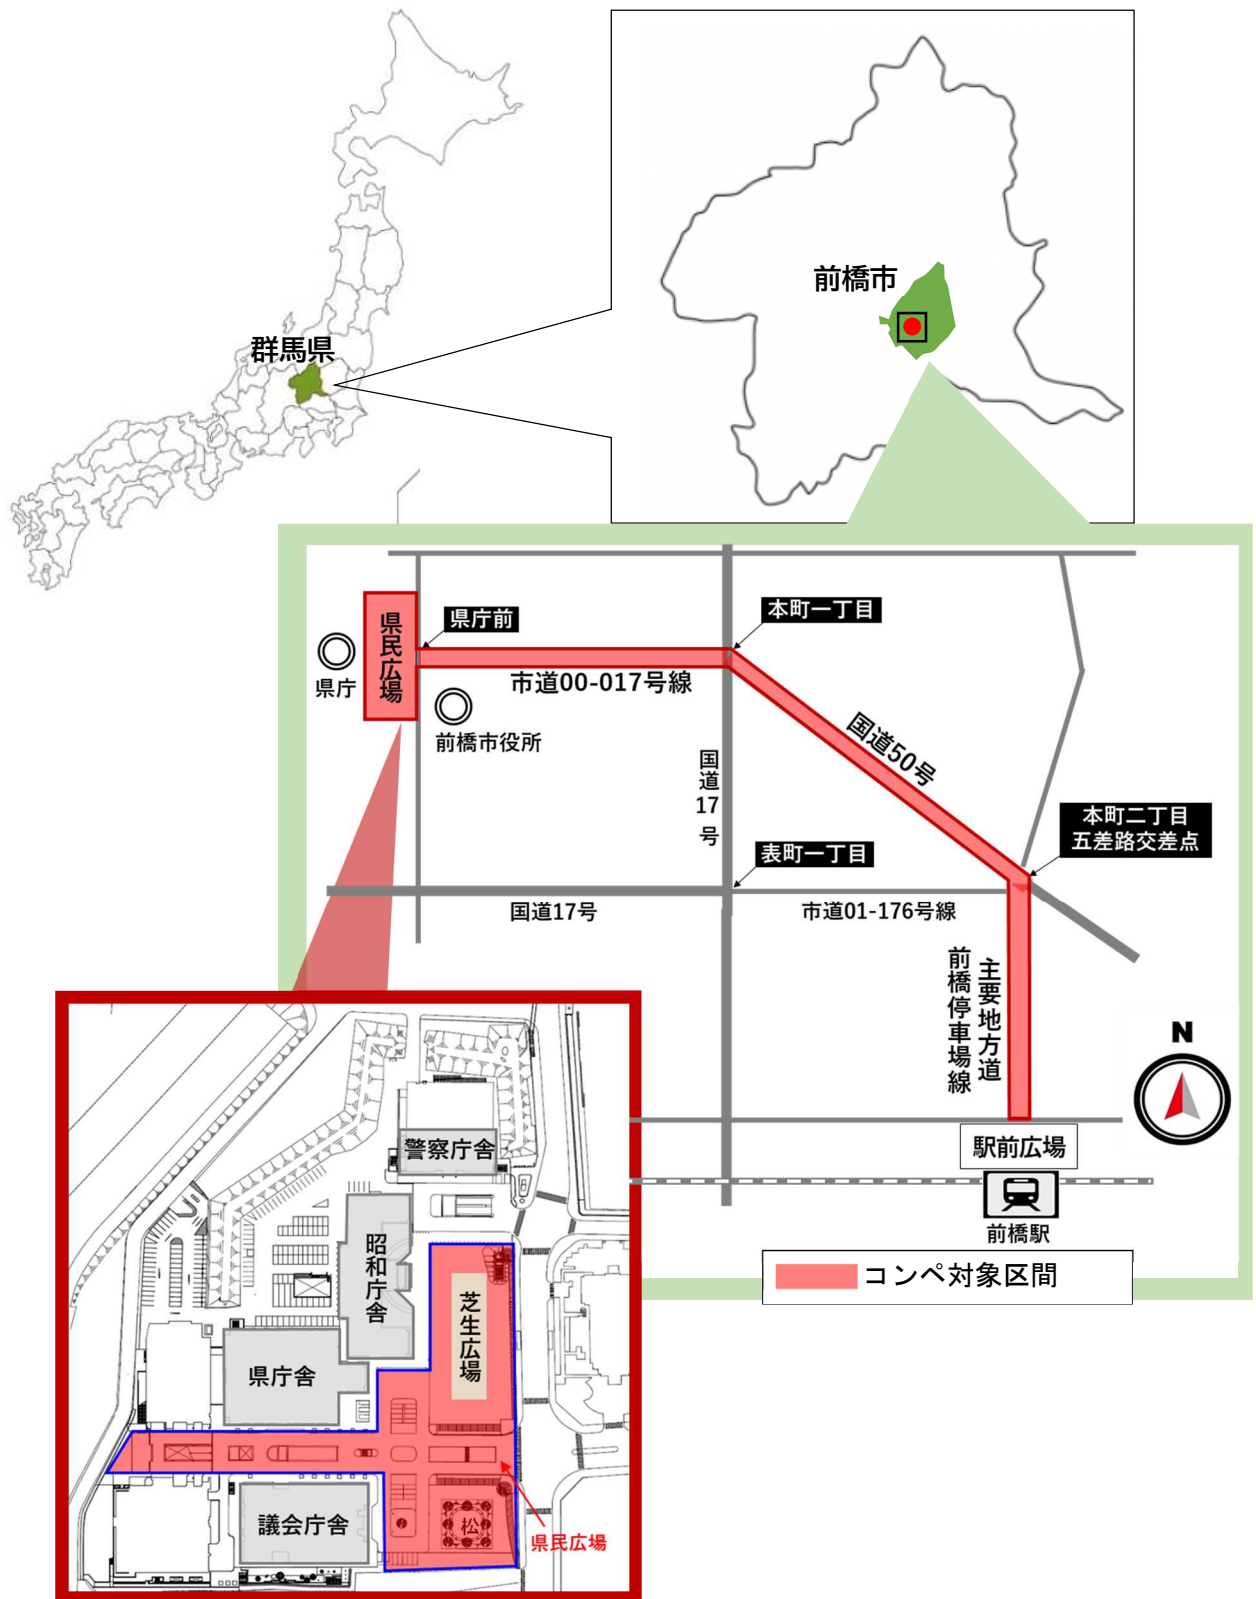 群馬県
前橋市
県庁前
本町一丁目
県民広場
県庁
市道00-017号線
前橋市役所
国道50号
国道17号
本町二丁目
五差路交差点
表町一丁目
国道17号
市道01-176号線
主要地方道
前橋停車場線
N
駅前広場
前橋駅
コンペ対象区間
警察庁舎
昭和庁舎
芝生広場
県庁舎
議会庁舎
松
県民広場